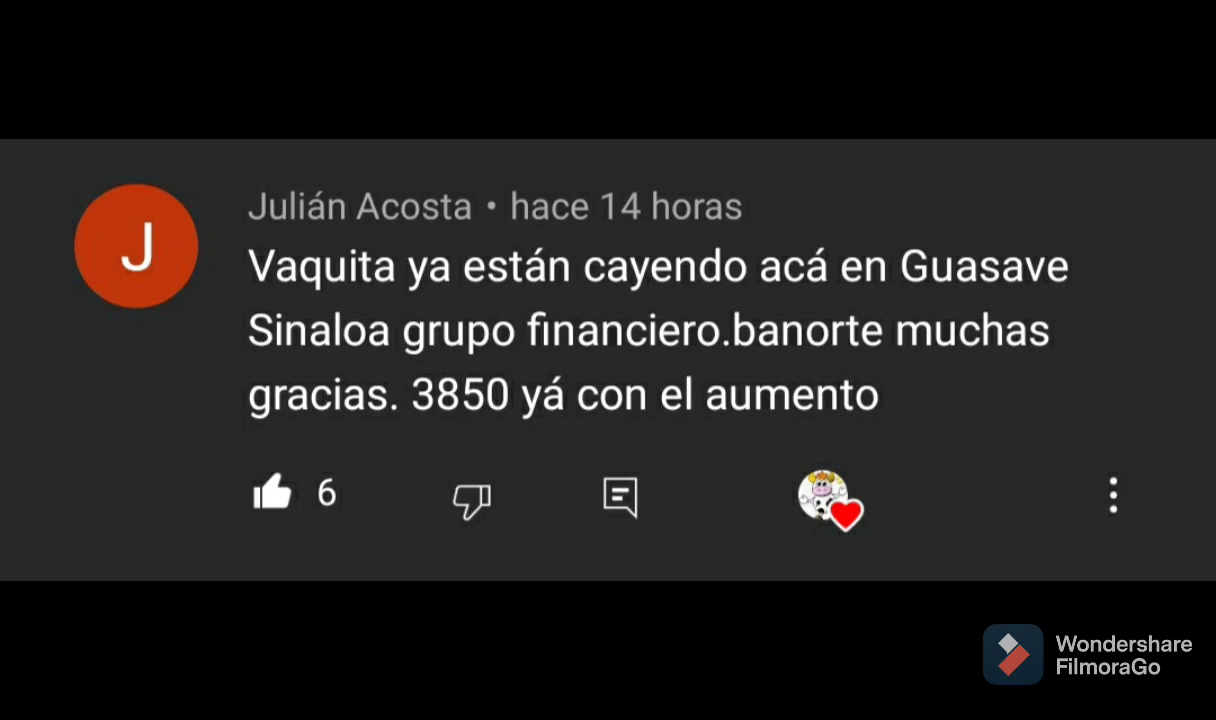 J
Julián Acosta • hace 14 horas
Vaquita ya están cayendo acá en Guasave
Sinaloa grupo financiero.banorte muchas
gracias. 3850 yá con el aumento
6
Wondershare
FilmoraGo